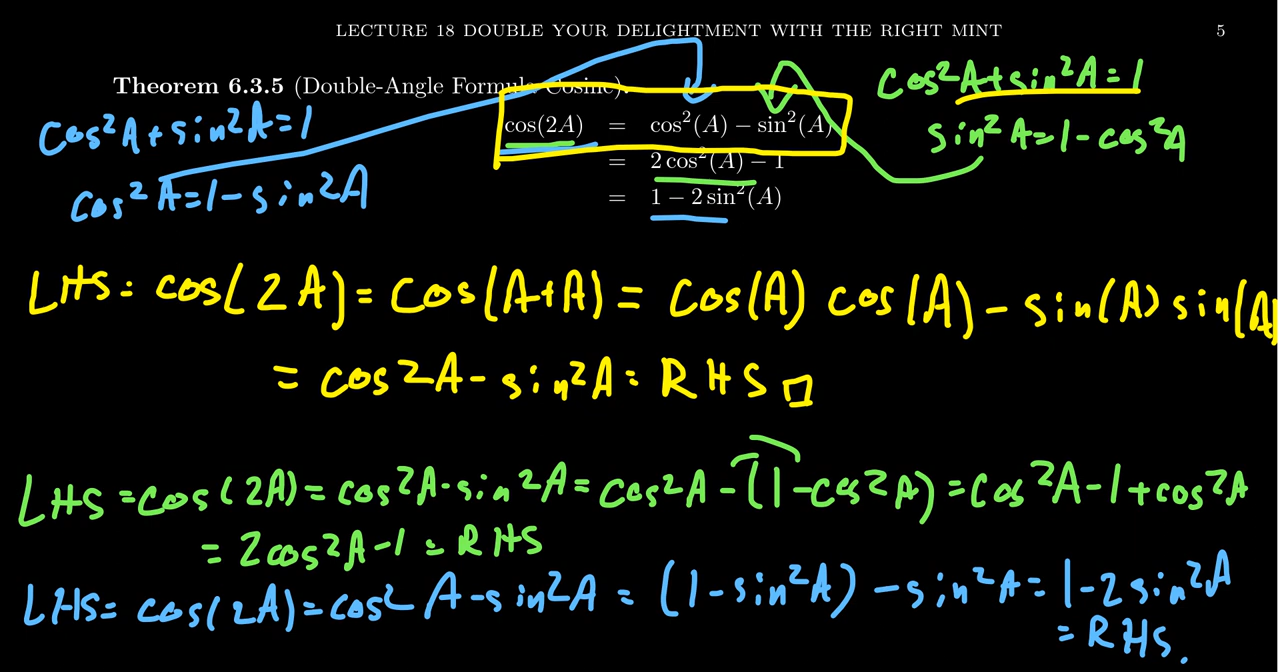 LECTURE 18 DOUBLE YOUR DELIGHTMENT WITH THE RIGHT MINT 5
Theorem 6.3.5 (Double-Angle Formula Cosine).
cos²A+sin²A=1
sin²A=1-cos²A
cos²A+sin²A=1
cos²A=1-sin²A
cos(2A) = cos²(A) − sin²(A)
= 2 cos²(A) − 1
= 1 − 2 sin²(A)
LHS = cos(2A) = cos(A+A) = cos(A) cos(A) - sin(A) sin(A)
= cos²A - sin²A = RHS □
LHS = cos(2A) = cos²A - sin²A = cos²A - (1-cos²A) = cos²A - 1 + cos²A
= 2cos²A - 1 = RHS
LHS = cos(2A) = cos²A - sin²A = (1-sin²A) - sin²A = 1-2sin²A
= RHS.